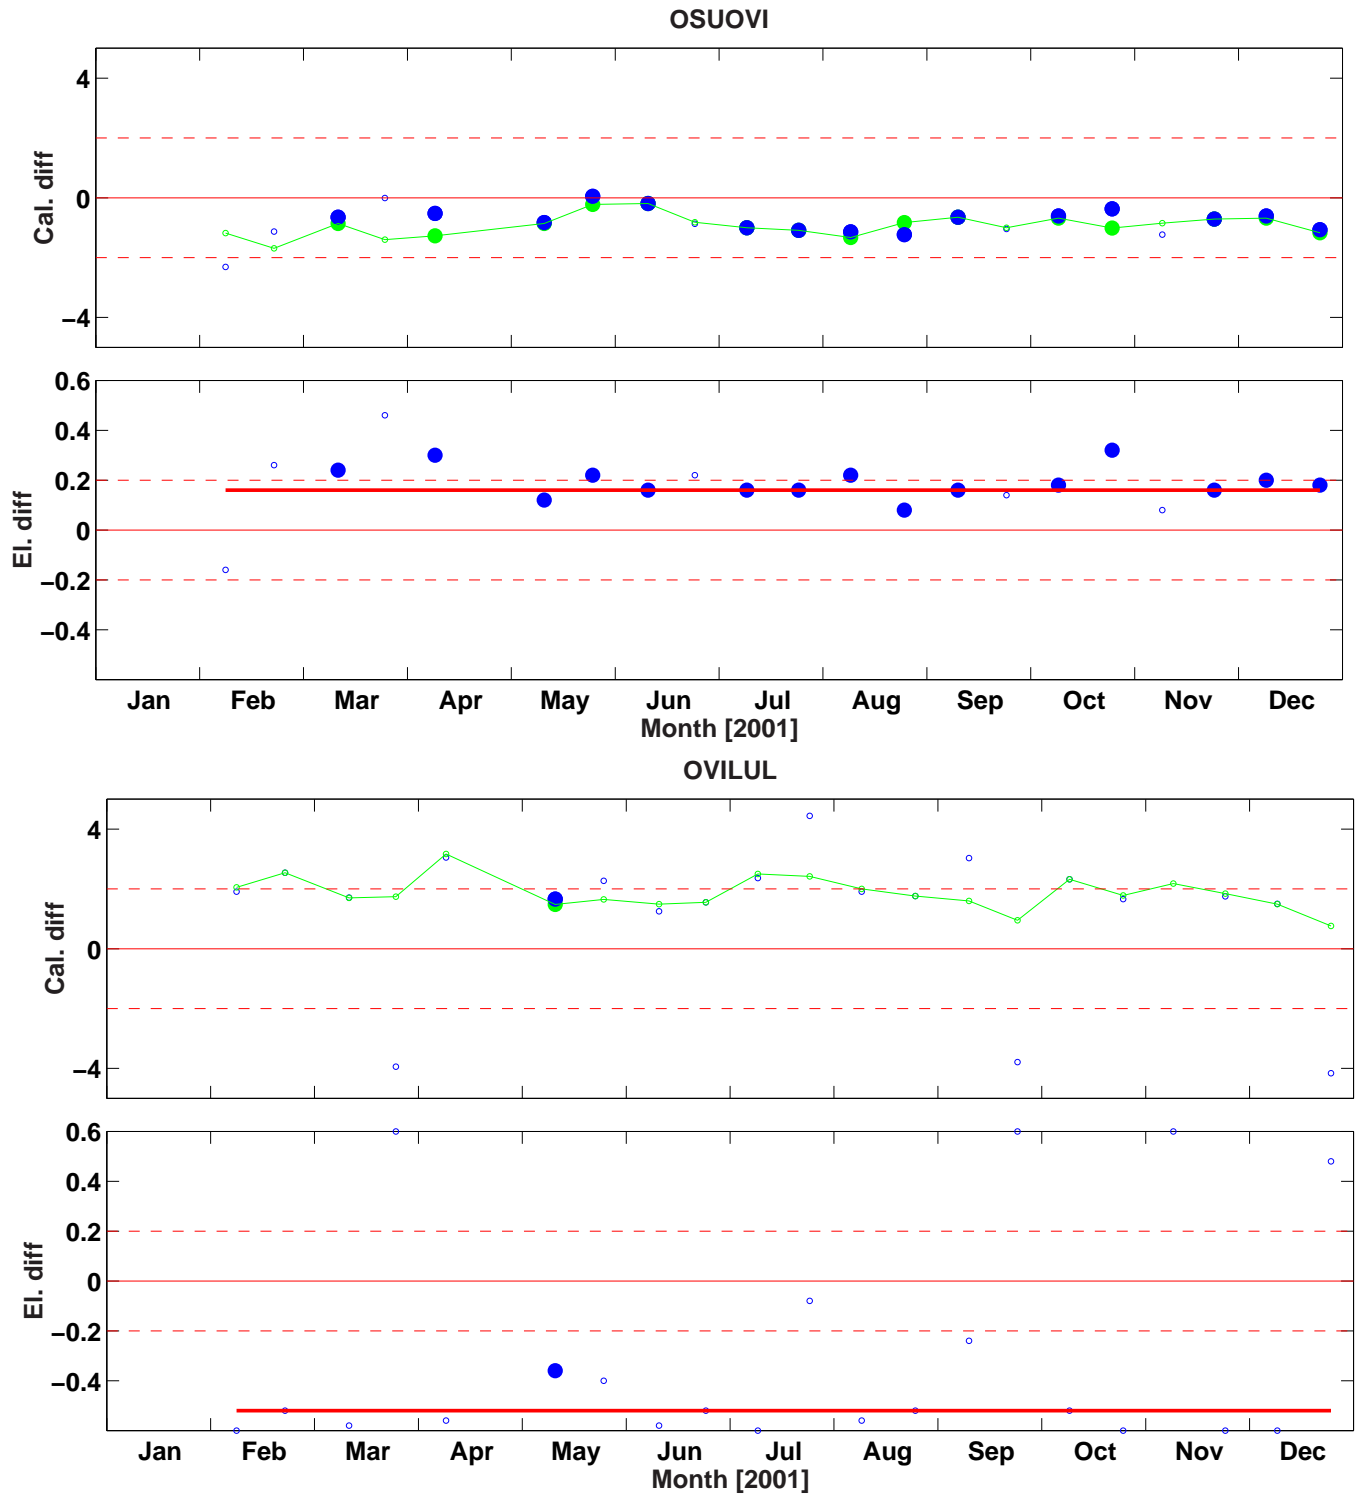 OSUOVI
4
0
−4
Cal. diff
0.6
0.4
0.2
0
−0.2
−0.4
El. diff
Jan Feb Mar Apr May Jun Jul Aug Sep Oct Nov Dec
Month [2001]
OVILUL
4
0
−4
Cal. diff
0.6
0.4
0.2
0
−0.2
−0.4
El. diff
Jan Feb Mar Apr May Jun Jul Aug Sep Oct Nov Dec
Month [2001]